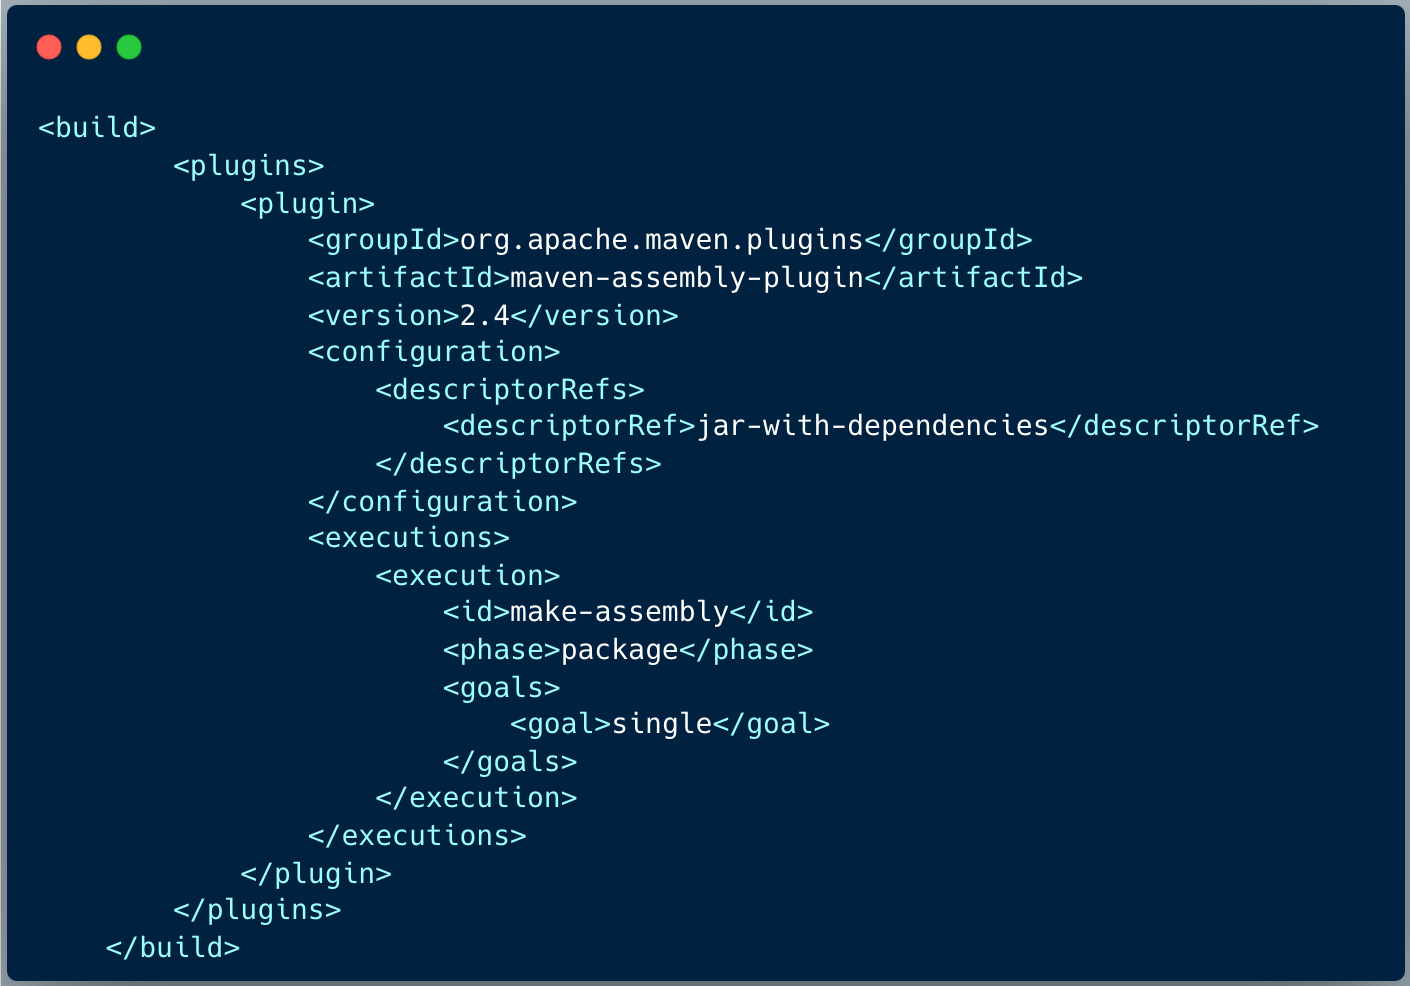 <build>
        <plugins>
            <plugin>
                <groupId>org.apache.maven.plugins</groupId>
                <artifactId>maven-assembly-plugin</artifactId>
                <version>2.4</version>
                <configuration>
                    <descriptorRefs>
                        <descriptorRef>jar-with-dependencies</descriptorRef>
                    </descriptorRefs>
                </configuration>
                <executions>
                    <execution>
                        <id>make-assembly</id>
                        <phase>package</phase>
                        <goals>
                            <goal>single</goal>
                        </goals>
                    </execution>
                </executions>
            </plugin>
        </plugins>
    </build>